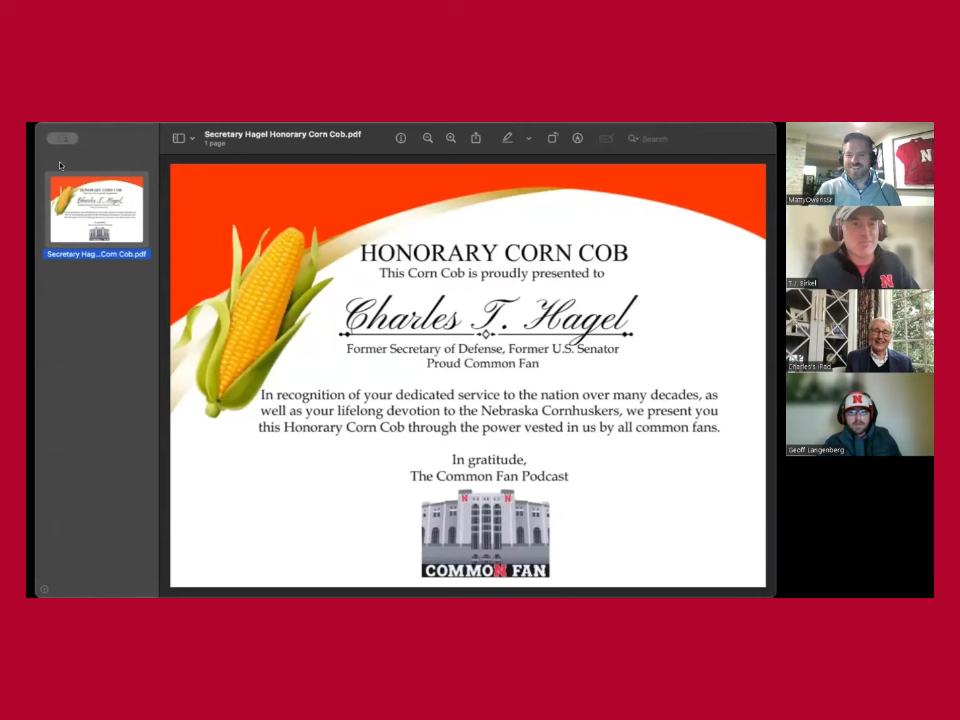 Secretary Hagel Honorary Corn Cob.pdf
1 page
Search
Secretary Hag...Corn Cob.pdf
HONORARY CORN COB
This Corn Cob is proudly presented to
Charles T. Hagel
Former Secretary of Defense, Former U.S. Senator
Proud Common Fan
In recognition of your dedicated service to the nation over many decades, as
well as your lifelong devotion to the Nebraska Cornhuskers, we present you
this Honorary Corn Cob through the power vested in us by all common fans.
In gratitude,
The Common Fan Podcast
N N
COMMON FAN
N
MattyOwensSr
N
T.J. Birkel
Charles's iPad
N
Geoff Langenberg